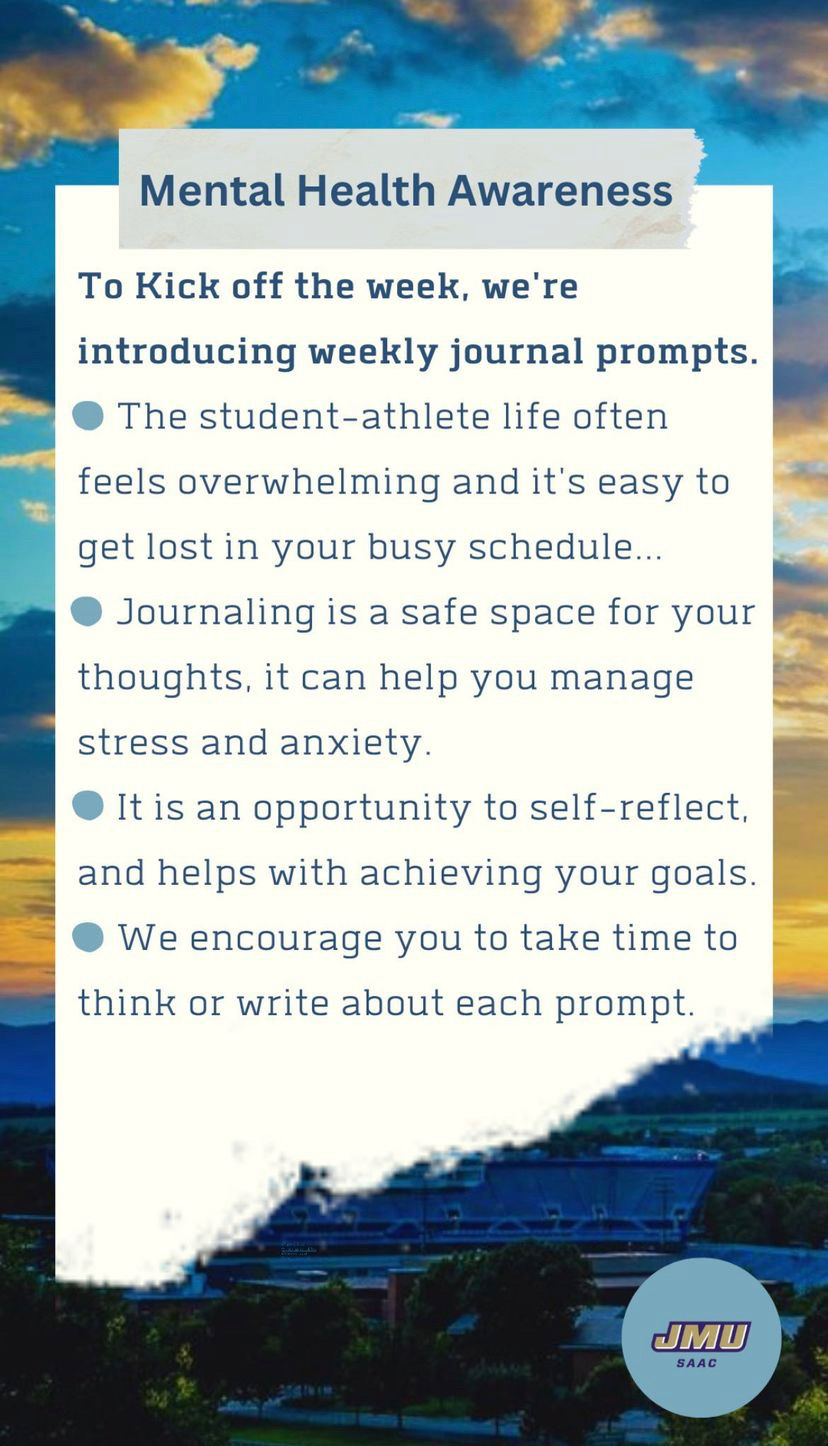 Mental Health Awareness
To Kick off the week, we're
introducing weekly journal prompts.
The student-athlete life often
feels overwhelming and it's easy to
get lost in your busy schedule...
Journaling is a safe space for your
thoughts, it can help you manage
stress and anxiety.
It is an opportunity to self-reflect,
and helps with achieving your goals.
We encourage you to take time to
think or write about each prompt.
JMU
SAAC